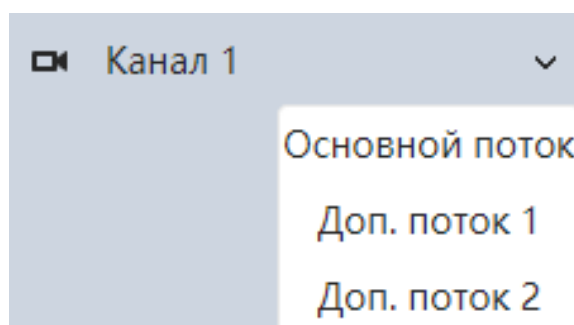 Канал 1
Основной поток
Доп. поток 1
Доп. поток 2